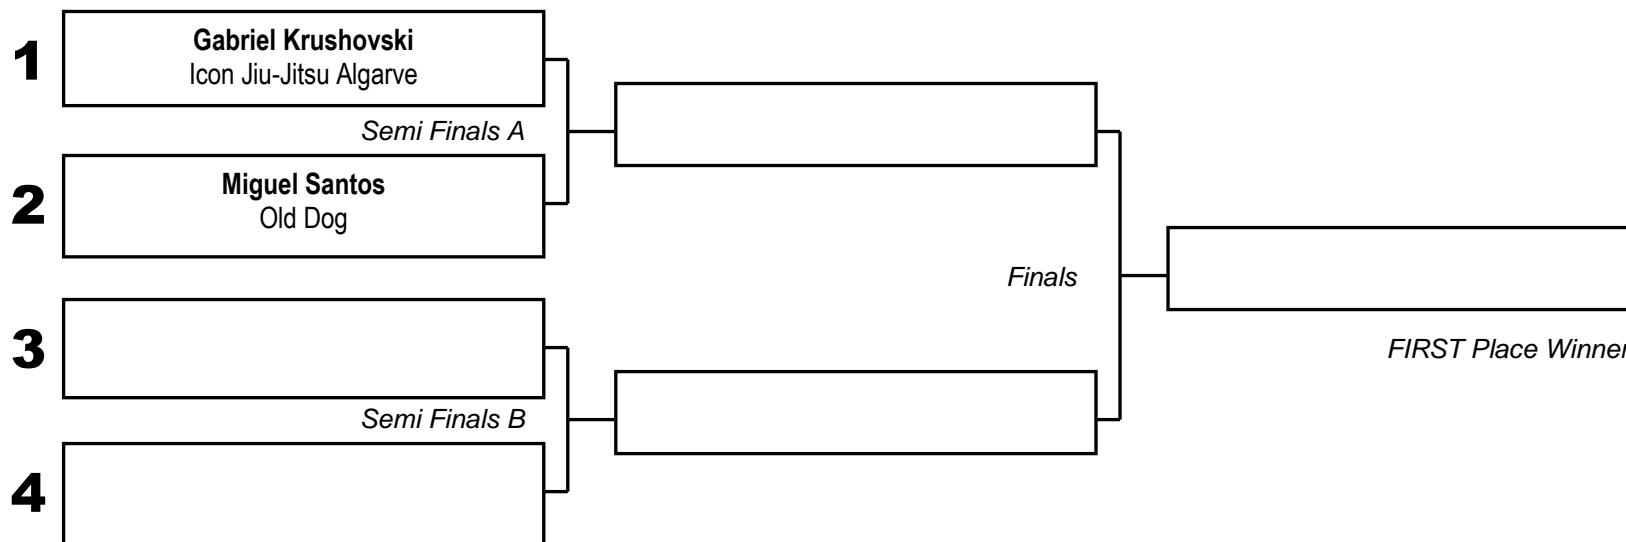 1
Gabriel Krushovski
Icon Jiu-Jitsu Algarve
Semi Finals A
2
Miguel Santos
Old Dog
Finals
3
FIRST Place Winner
Semi Finals B
4